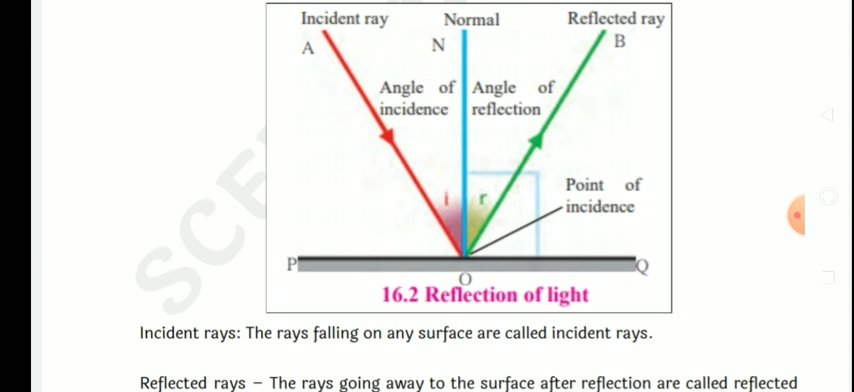 Incident ray Normal Reflected ray
A N B
Angle of Angle of
incidence reflection
i r
Point of
incidence
P Q
O
16.2 Reflection of light
Incident rays: The rays falling on any surface are called incident rays.
Reflected rays – The rays going away to the surface after reflection are called reflected